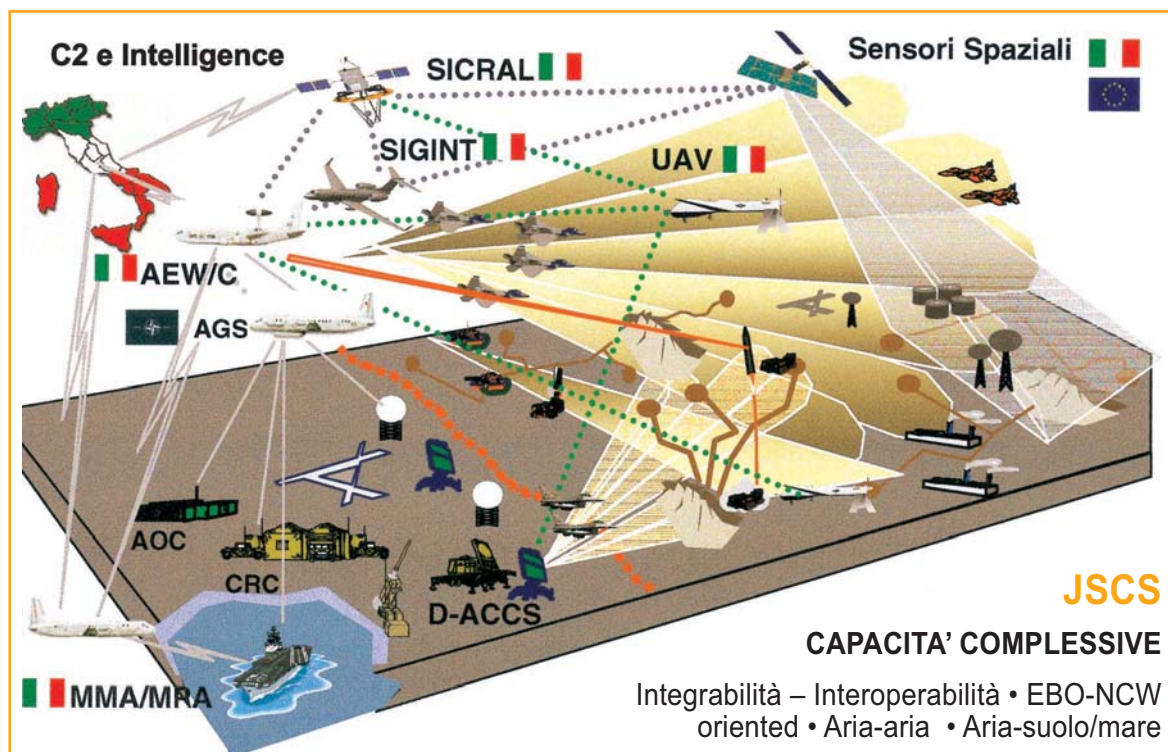 C2 e Intelligence
SICRAL
Sensori Spaziali
SIGINT
UAV
AEW/C
AGS
AOC
CRC
D-ACCS
MMA/MRA
JSCS
CAPACITA’ COMPLESSIVE
Integrabilità – Interoperabilità • EBO-NCW
oriented • Aria-aria • Aria-suolo/mare